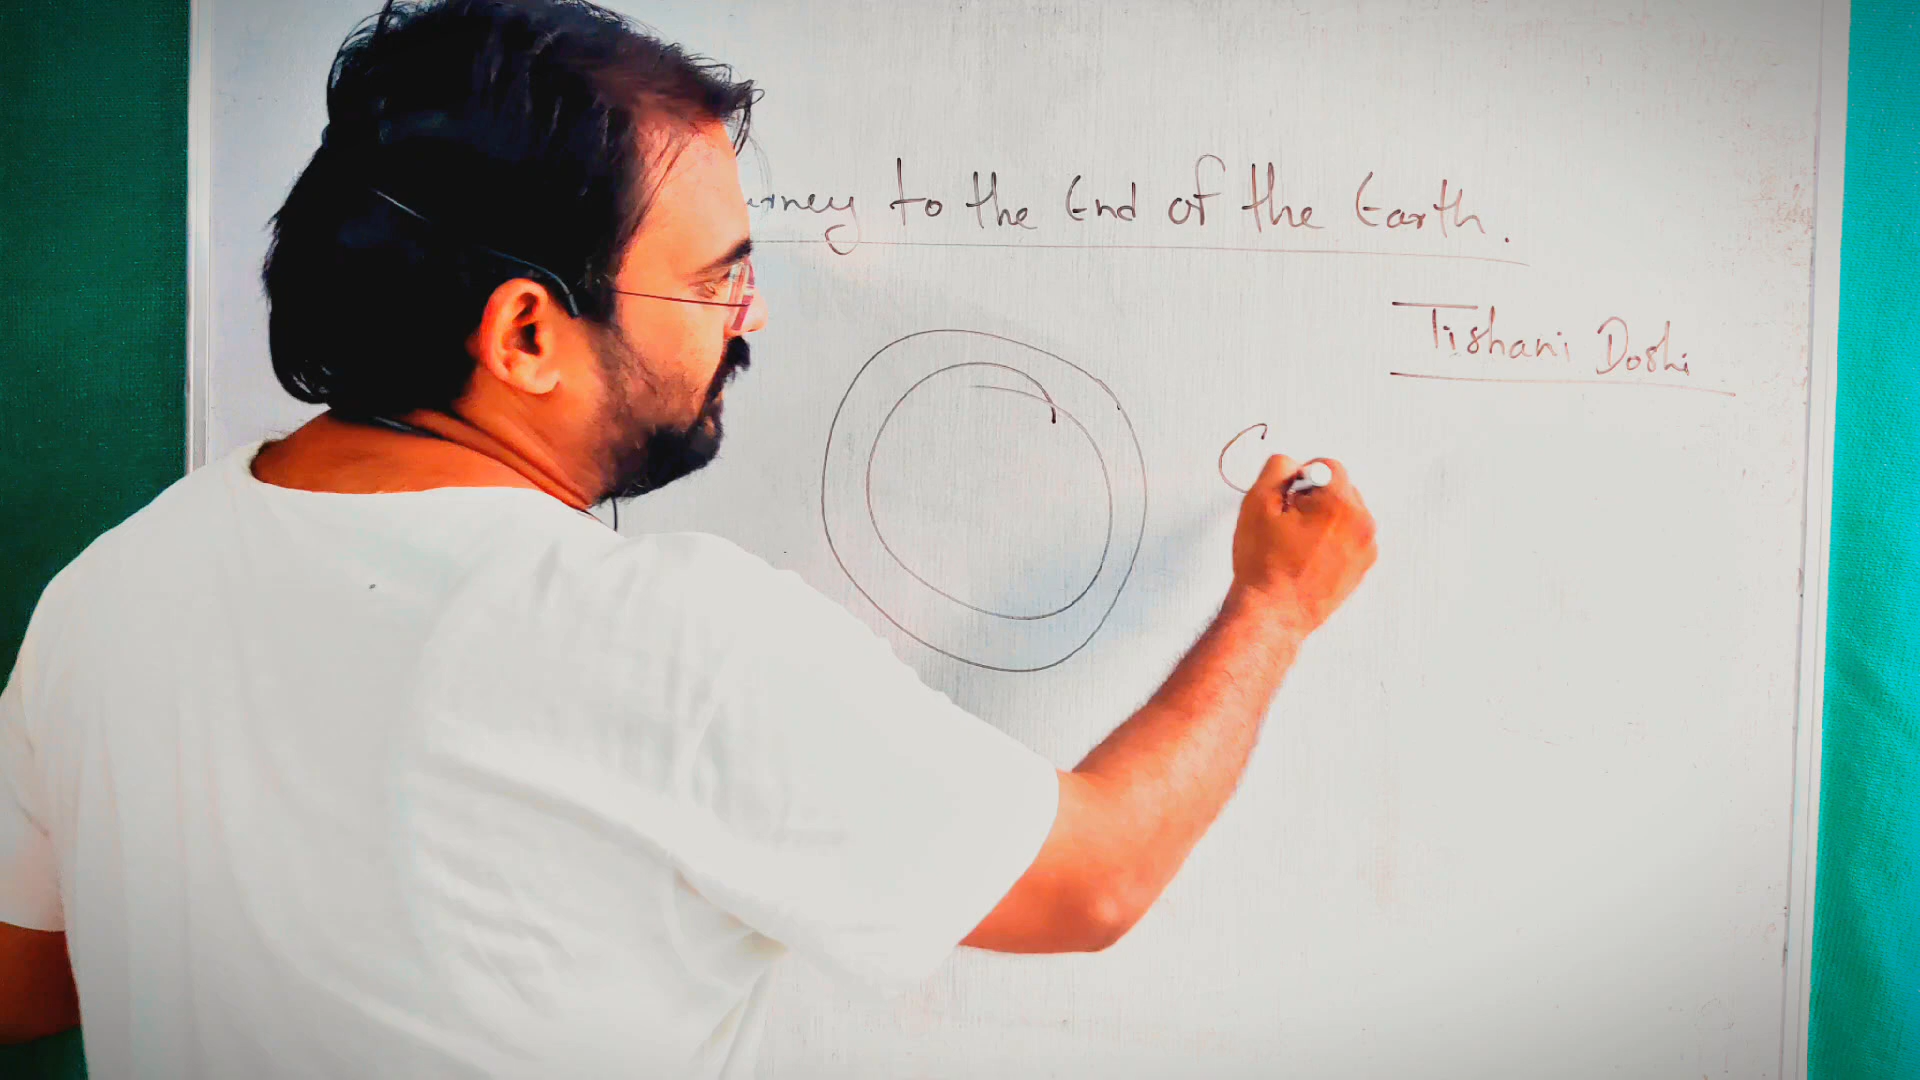 urney to the End of the Earth.
Tishani Doshi
C